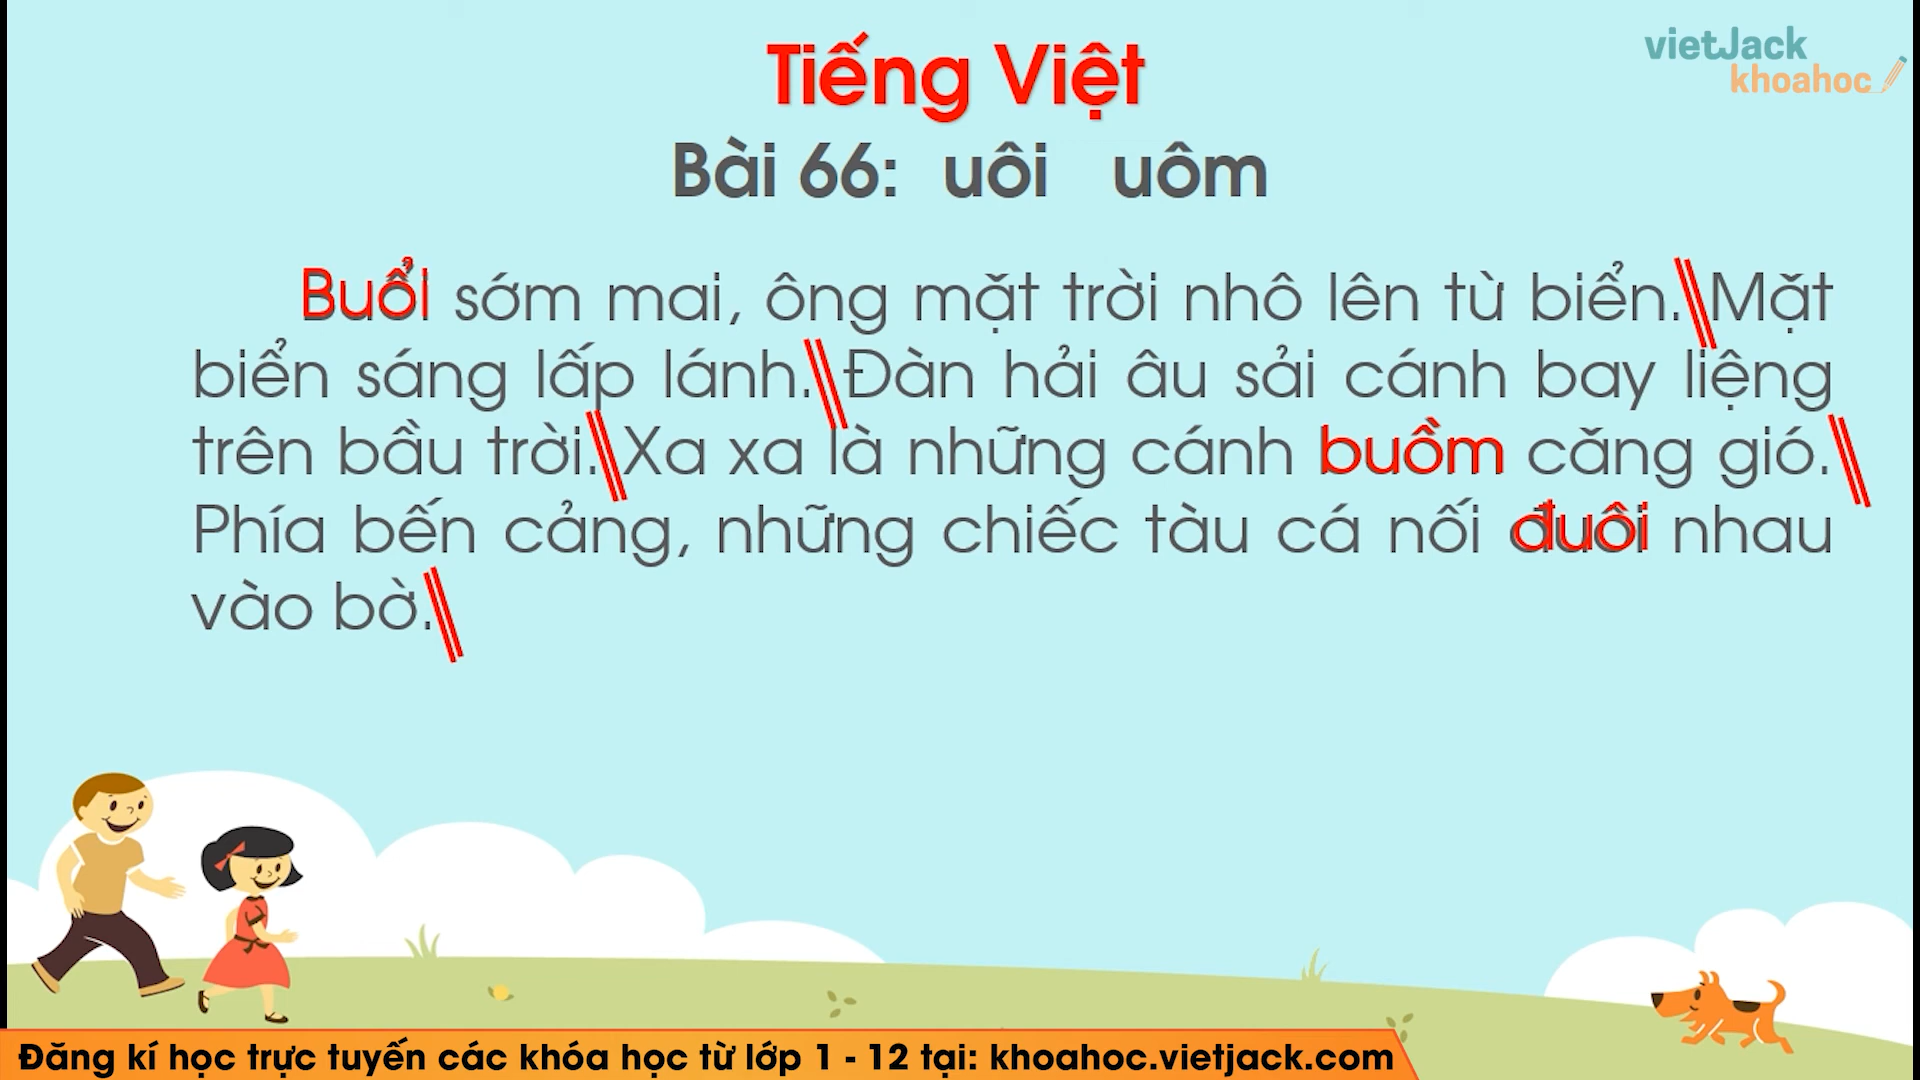 vietJack
khoahoc
Tiếng Việt
Bài 66: uôi uôm
Buổi sớm mai, ông mặt trời nhô lên từ biển. Mặt
biển sáng lấp lánh. Đàn hải âu sải cánh bay liệng
trên bầu trời. Xa xa là những cánh buồm căng gió.
Phía bến cảng, những chiếc tàu cá nối đuôi nhau
vào bờ.
Đăng kí học trực tuyến các khóa học từ lớp 1 - 12 tại: khoahoc.vietjack.com